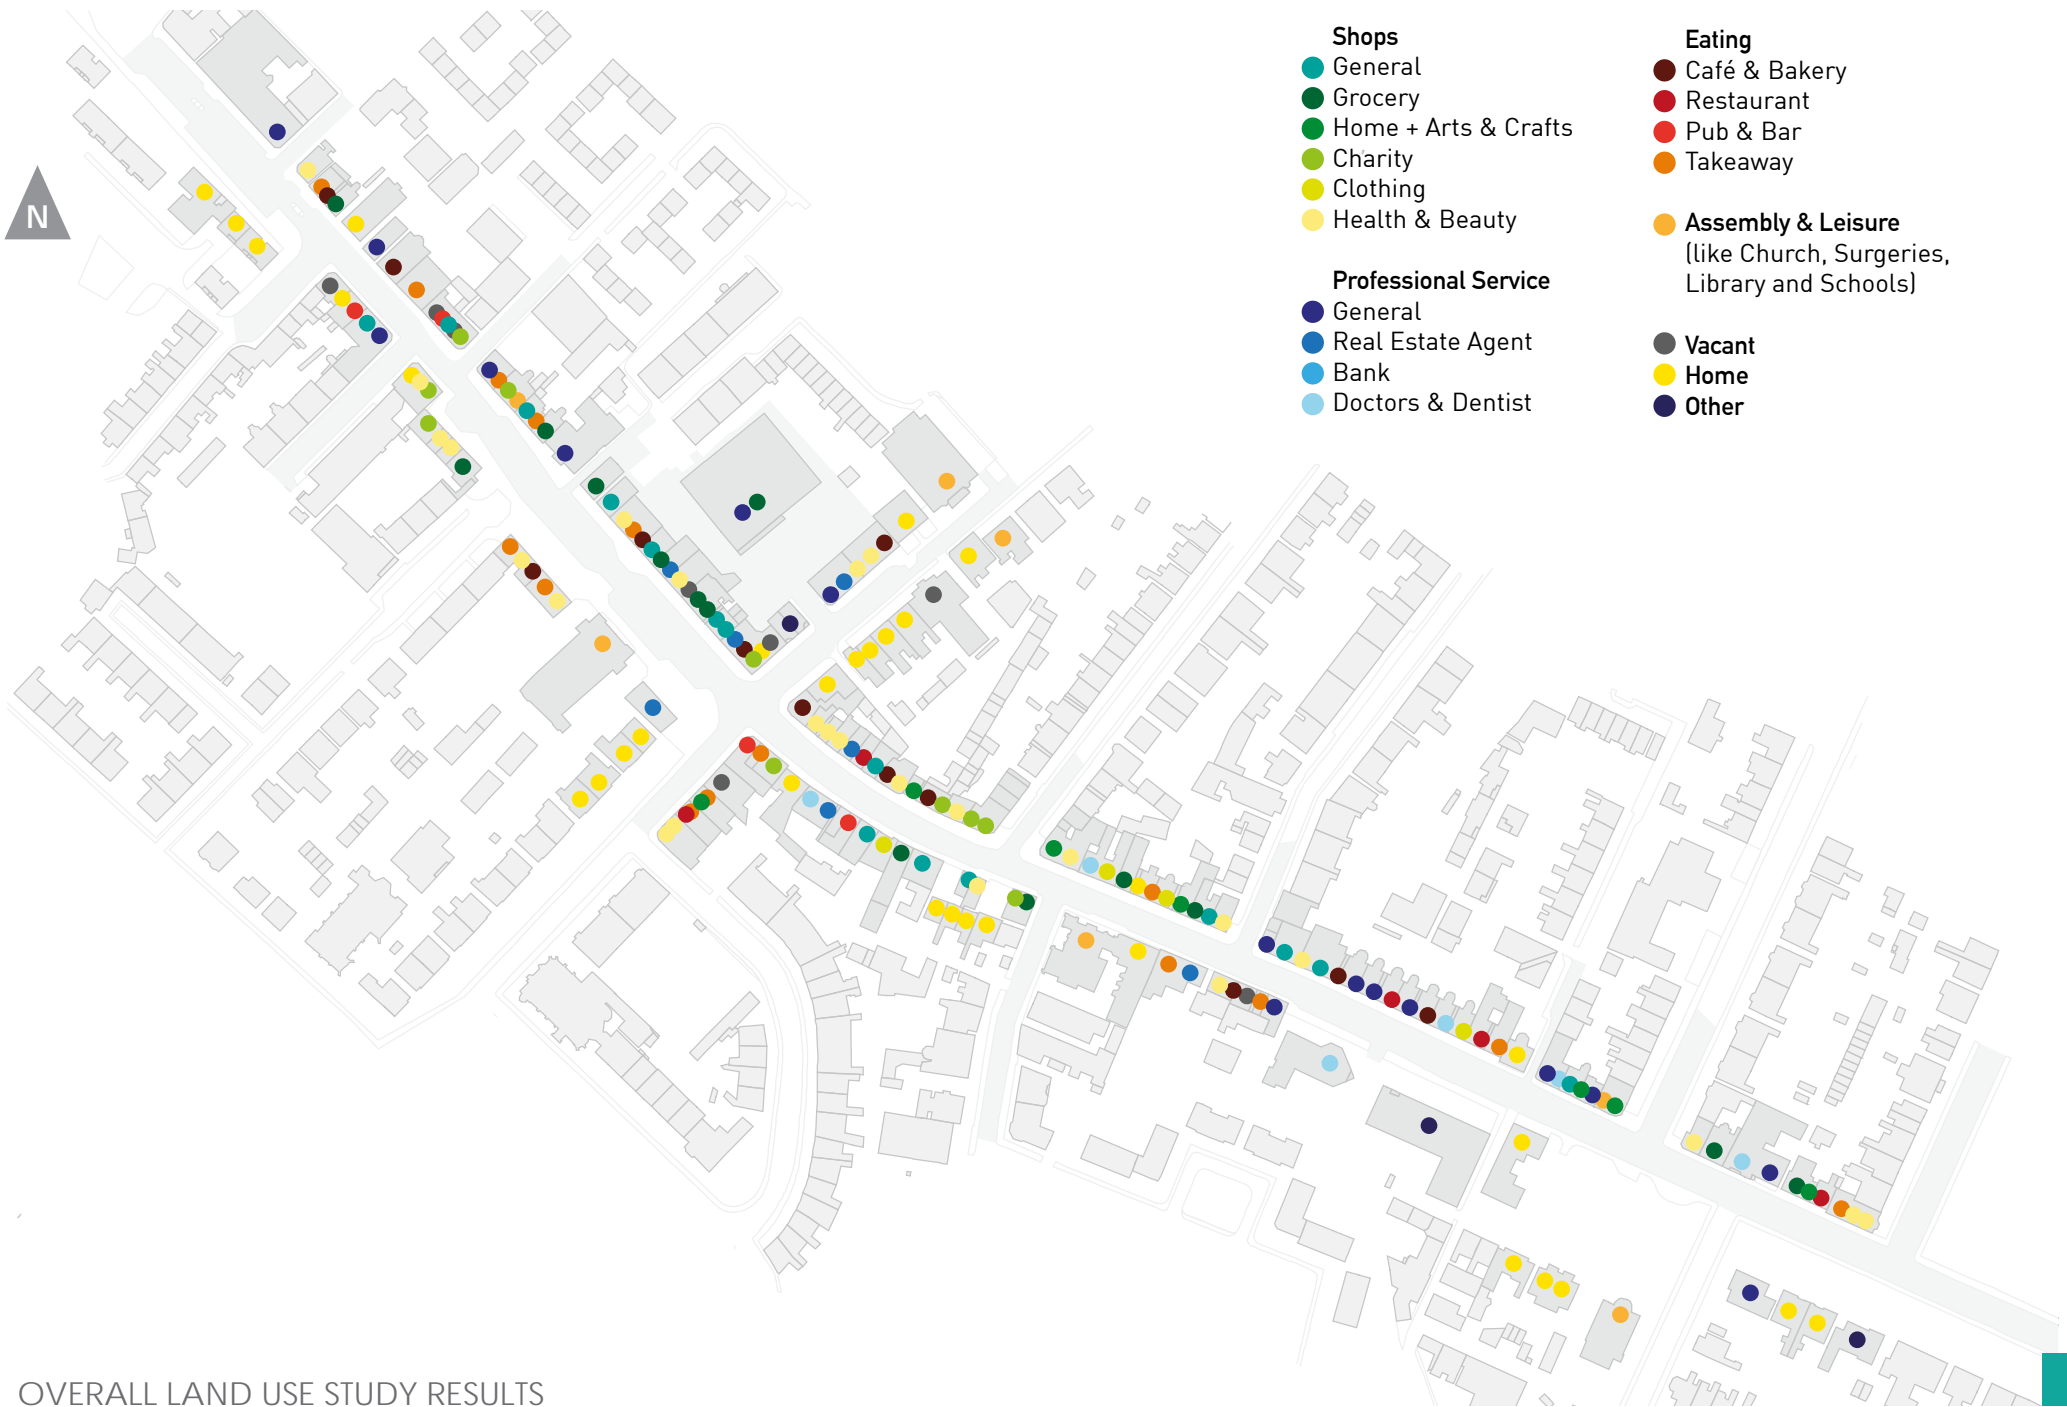 Shops
General
Grocery
Home + Arts & Crafts
Charity
Clothing
Health & Beauty
Professional Service
General
Real Estate Agent
Bank
Doctors & Dentist
Eating
Café & Bakery
Restaurant
Pub & Bar
Takeaway
Assembly & Leisure
(like Church, Surgeries,
Library and Schools)
Vacant
Home
Other
N
OVERALL LAND USE STUDY RESULTS